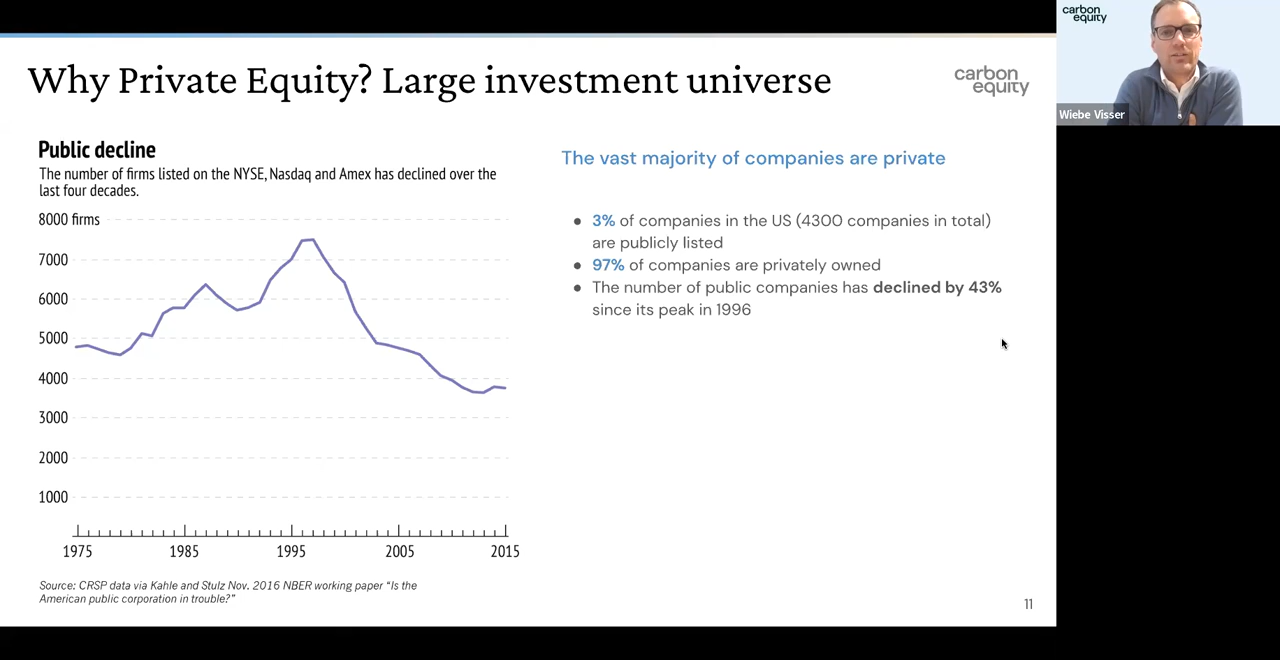 Why Private Equity? Large investment universe
carbon
equity
Public decline
The number of firms listed on the NYSE, Nasdaq and Amex has declined over the
last four decades.
8000 firms
7000
6000
5000
4000
3000
2000
1000
1975
1985
1995
2005
2015
Source: CRSP data via Kahle and Stulz Nov. 2016 NBER working paper “Is the
American public corporation in trouble?”
The vast majority of companies are private
● 3% of companies in the US (4300 companies in total)
are publicly listed
● 97% of companies are privately owned
● The number of public companies has declined by 43%
since its peak in 1996
11
carbon
equity
Wiebe Visser